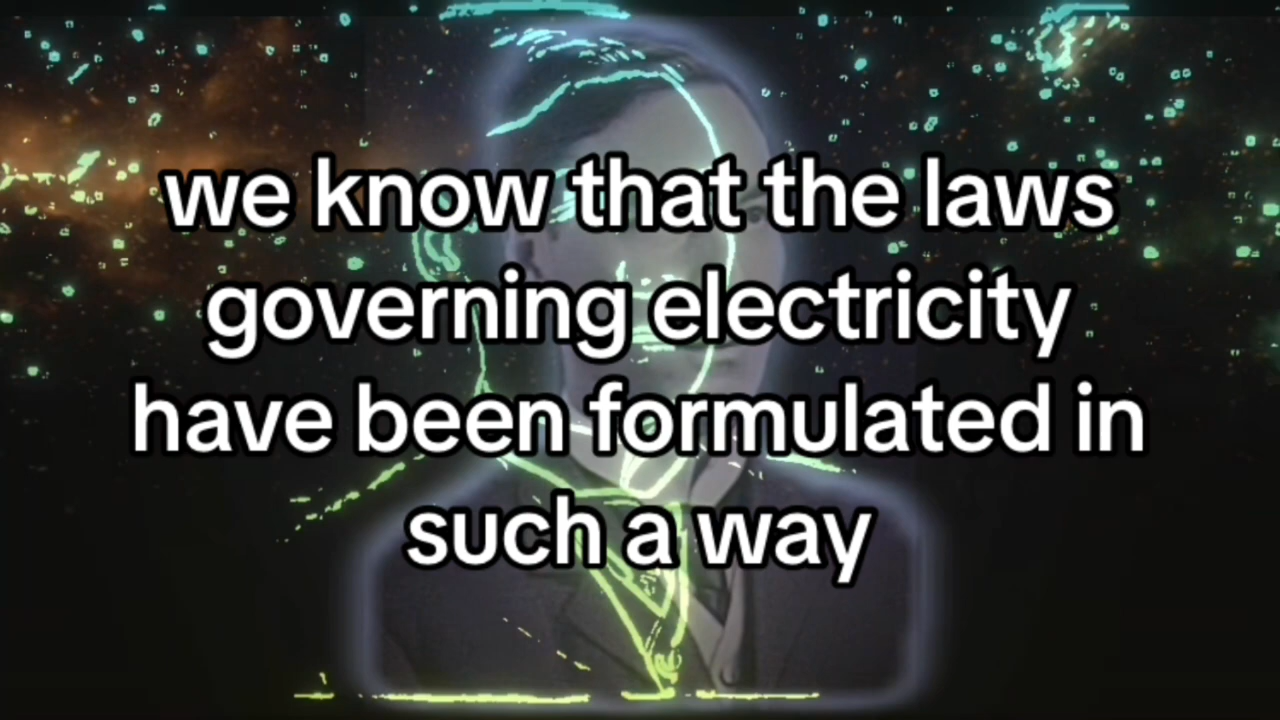 we know that the laws
governing electricity
have been formulated in
such a way